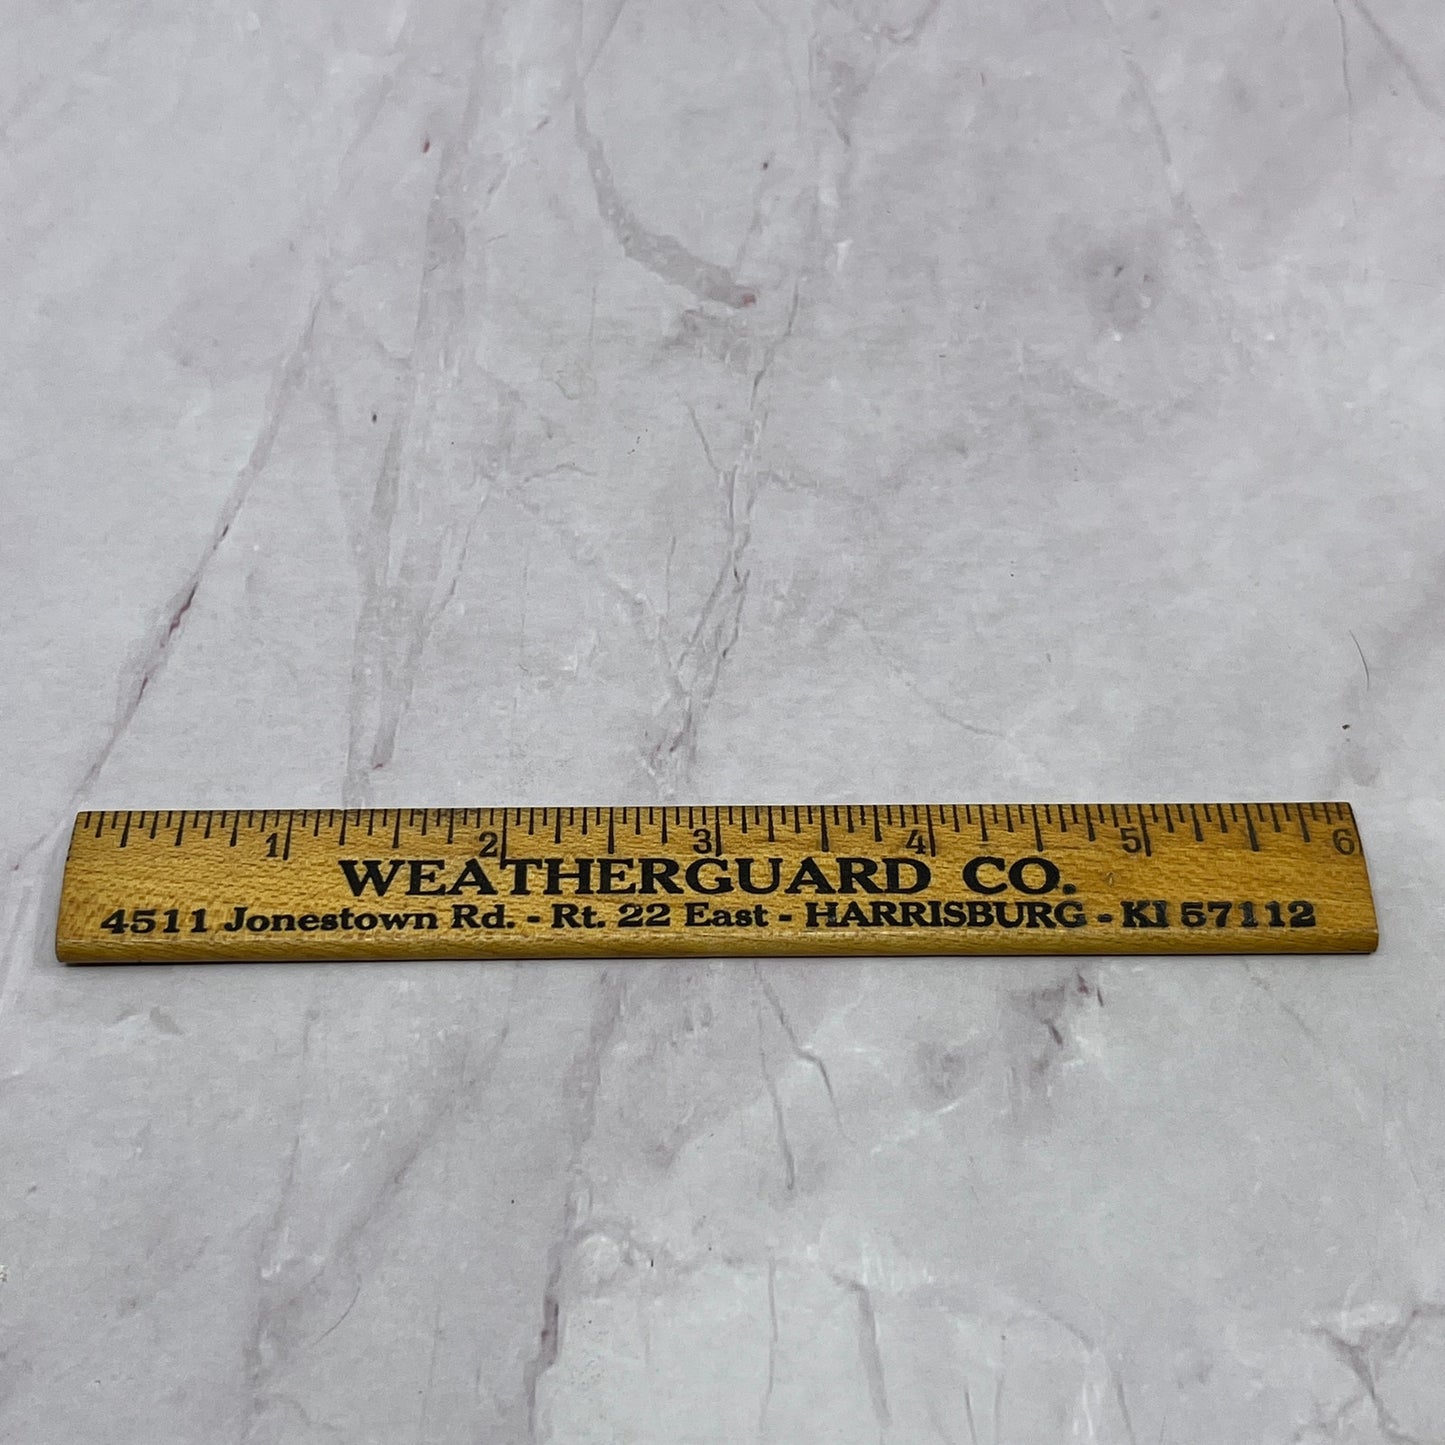 1 2 3 4 5 6
WEATHERGUARD CO.
4511 Jonestown Rd. - Rt. 22 East - HARRISBURG - KI 57112